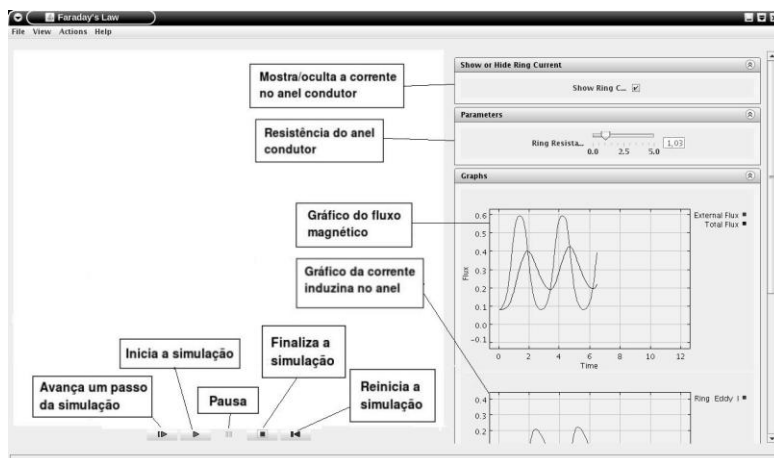 Faraday's Law
File View Actions Help
Mostra/oculta a corrente
no anel condutor
Show or Hide Ring Current
Show Ring C...
Resistência do anel
condutor
Parameters
Ring Resista...
1,03
0.0 2.5 5.0
Graphs
Gráfico do fluxo
magnético
External Flux
Total Flux
0.6
0.5
0.4
0.3
0.2
0.1
0.0
-0.1
Flux
0 2 4 6 8 10 12
Time
Gráfico da corrente
induzina no anel
Ring Eddy I
0.4
0.3
0.2
Inicia a simulação
Finaliza a
simulação
Avança um passo
da simulação
Pausa
Reinicia a
simulação